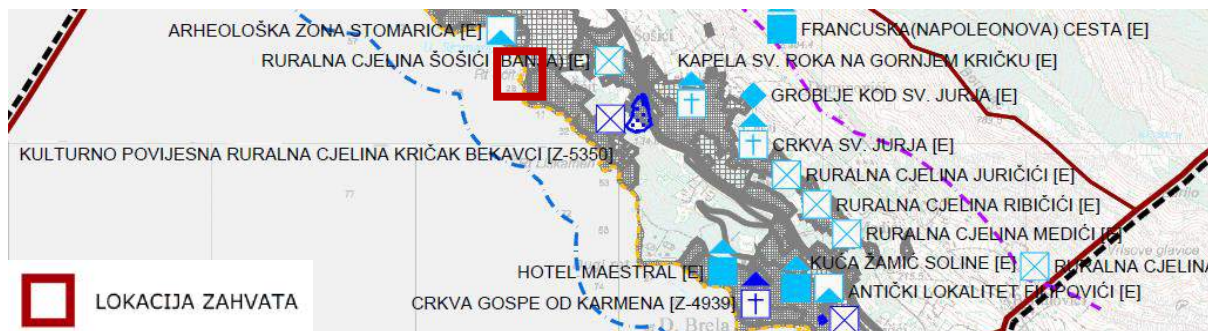 ARHEOLOŠKA ZONA STOMARICA [E]
FRANCUSKA(NAPOLEONOVA) CESTA [E]
RURALNA CJELINA ŠOŠIĆI (BANJA) [E]
KAPELA SV. ROKA NA GORNJEM KRIČKU [E]
GROBLJE KOD SV. JURJA [E]
CRKVA SV. JURJA [E]
KULTURNO POVIJESNA RURALNA CJELINA KRIČAK BEKAVCI [Z-5350]
RURALNA CJELINA JURIČIĆI [E]
RURALNA CJELINA RIBIČIĆI [E]
RURALNA CJELINA MEDIĆI [E]
HOTEL MAESTRAL [E]
KUĆA ŽAMIĆ SOLINE [E]
RURALNA CJELINA
ANTIČKI LOKALITET FILIPOVIĆI [E]
CRKVA GOSPE OD KARMENA [Z-4939]
D. Brela
LOKACIJA ZAHVATA